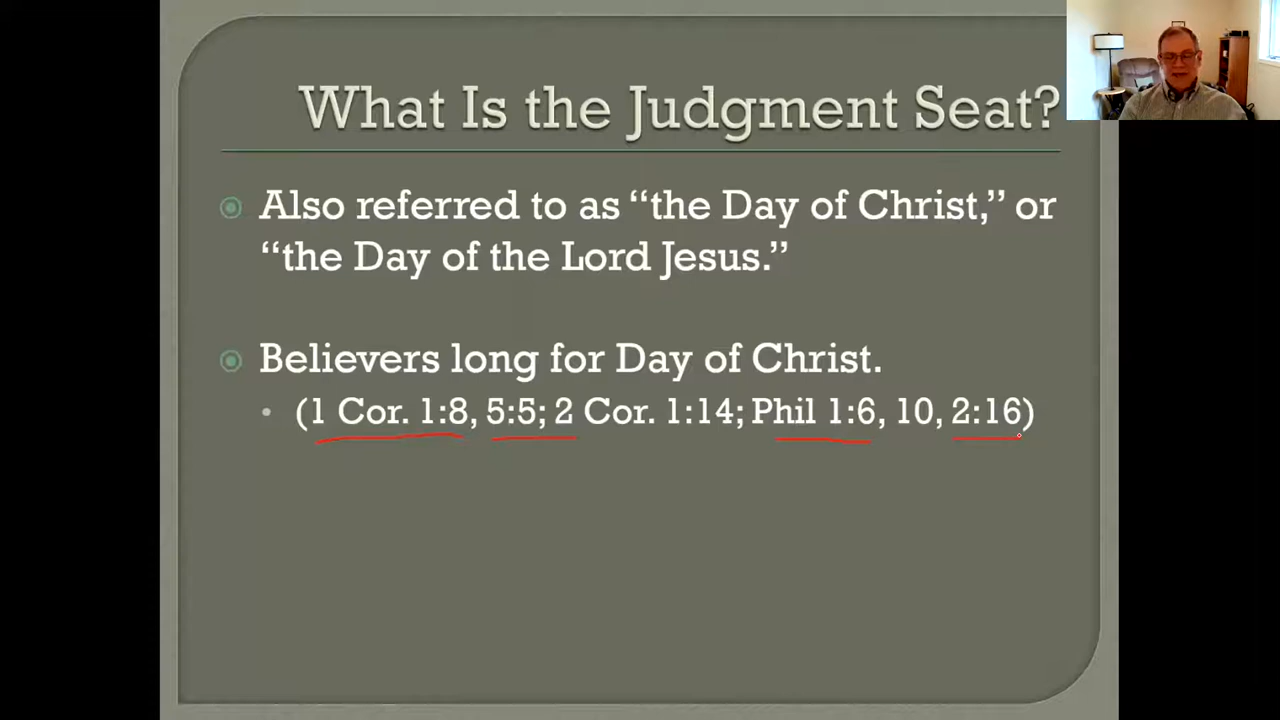 What Is the Judgment Seat?
Also referred to as “the Day of Christ,” or
“the Day of the Lord Jesus.”
Believers long for Day of Christ.
(1 Cor. 1:8, 5:5; 2 Cor. 1:14; Phil 1:6, 10, 2:16)